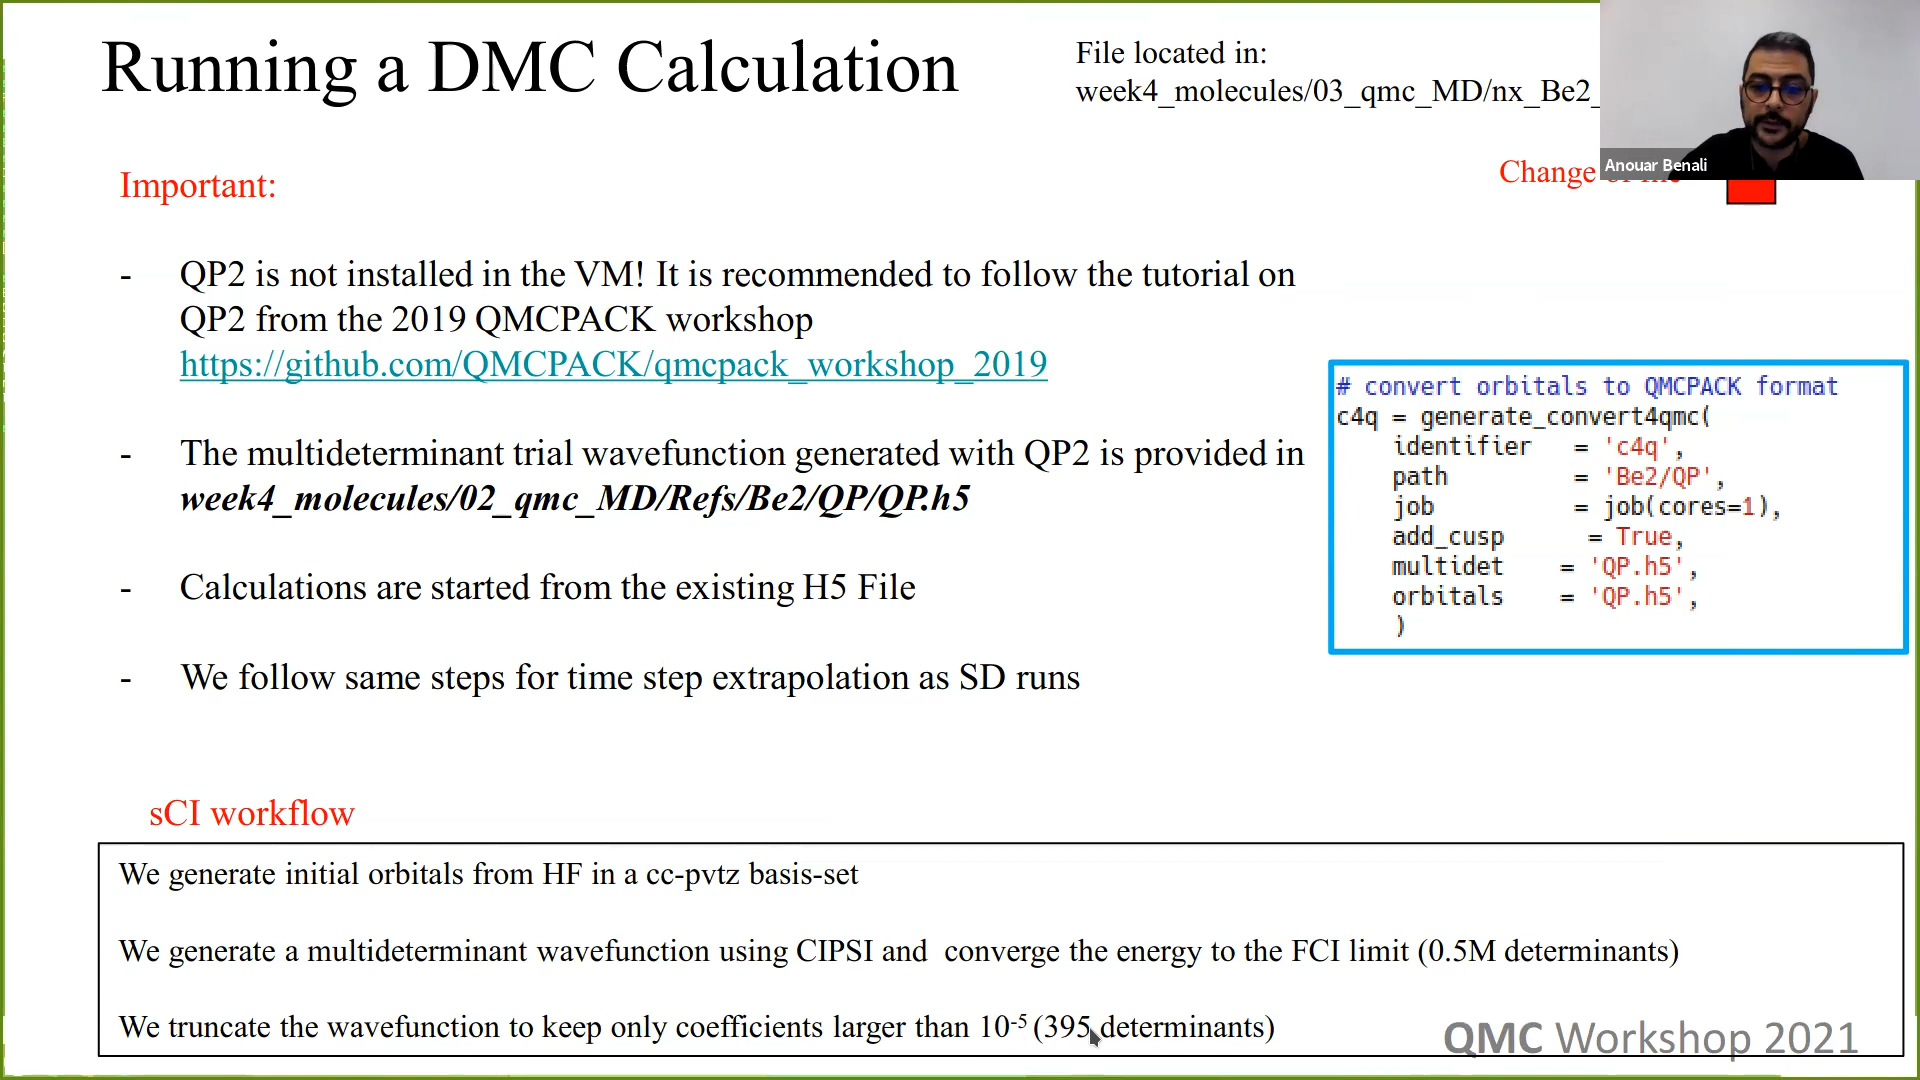 Running a DMC Calculation
File located in:
week4_molecules/03_qmc_MD/nx_Be2_
Anouar Benali
Change
Important:
- QP2 is not installed in the VM! It is recommended to follow the tutorial on
QP2 from the 2019 QMCPACK workshop
https://github.com/QMCPACK/qmcpack_workshop_2019
- The multideterminant trial wavefunction generated with QP2 is provided in
week4_molecules/02_qmc_MD/Refs/Be2/QP/QP.h5
- Calculations are started from the existing H5 File
- We follow same steps for time step extrapolation as SD runs
# convert orbitals to QMCPACK format
c4q = generate_convert4qmc(
identifier = 'c4q',
path = 'Be2/QP',
job = job(cores=1),
add_cusp = True,
multidet = 'QP.h5',
orbitals = 'QP.h5',
)
sCI workflow
We generate initial orbitals from HF in a cc-pvtz basis-set
We generate a multideterminant wavefunction using CIPSI and converge the energy to the FCI limit (0.5M determinants)
We truncate the wavefunction to keep only coefficients larger than 10⁻⁵ (395 determinants)
QMC Workshop 2021